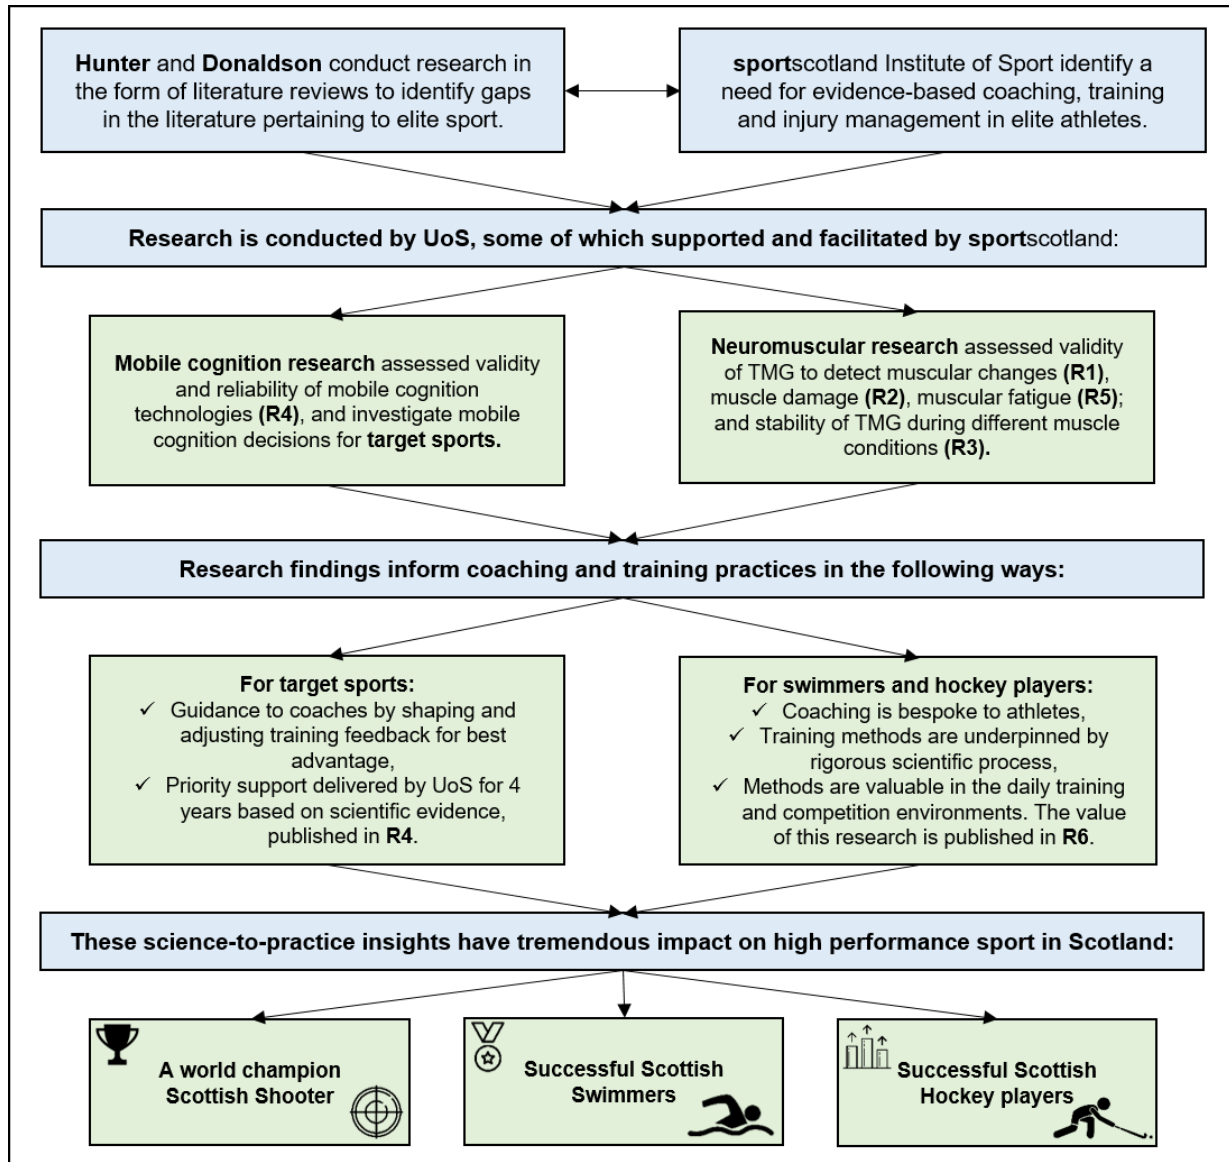 Hunter and Donaldson conduct research in
the form of literature reviews to identify gaps
in the literature pertaining to elite sport.
sportscotland Institute of Sport identify a
need for evidence-based coaching, training
and injury management in elite athletes.
Research is conducted by UoS, some of which supported and facilitated by sportscotland:
Mobile cognition research assessed validity
and reliability of mobile cognition
technologies (R4), and investigate mobile
cognition decisions for target sports.
Neuromuscular research assessed validity
of TMG to detect muscular changes (R1),
muscle damage (R2), muscular fatigue (R5);
and stability of TMG during different muscle
conditions (R3).
Research findings inform coaching and training practices in the following ways:
For target sports:
✓ Guidance to coaches by shaping and
adjusting training feedback for best
advantage,
✓ Priority support delivered by UoS for 4
years based on scientific evidence,
published in R4.
For swimmers and hockey players:
✓ Coaching is bespoke to athletes,
✓ Training methods are underpinned by
rigorous scientific process,
✓ Methods are valuable in the daily training
and competition environments. The value
of this research is published in R6.
These science-to-practice insights have tremendous impact on high performance sport in Scotland:
A world champion
Scottish Shooter
Successful Scottish
Swimmers
Successful Scottish
Hockey players